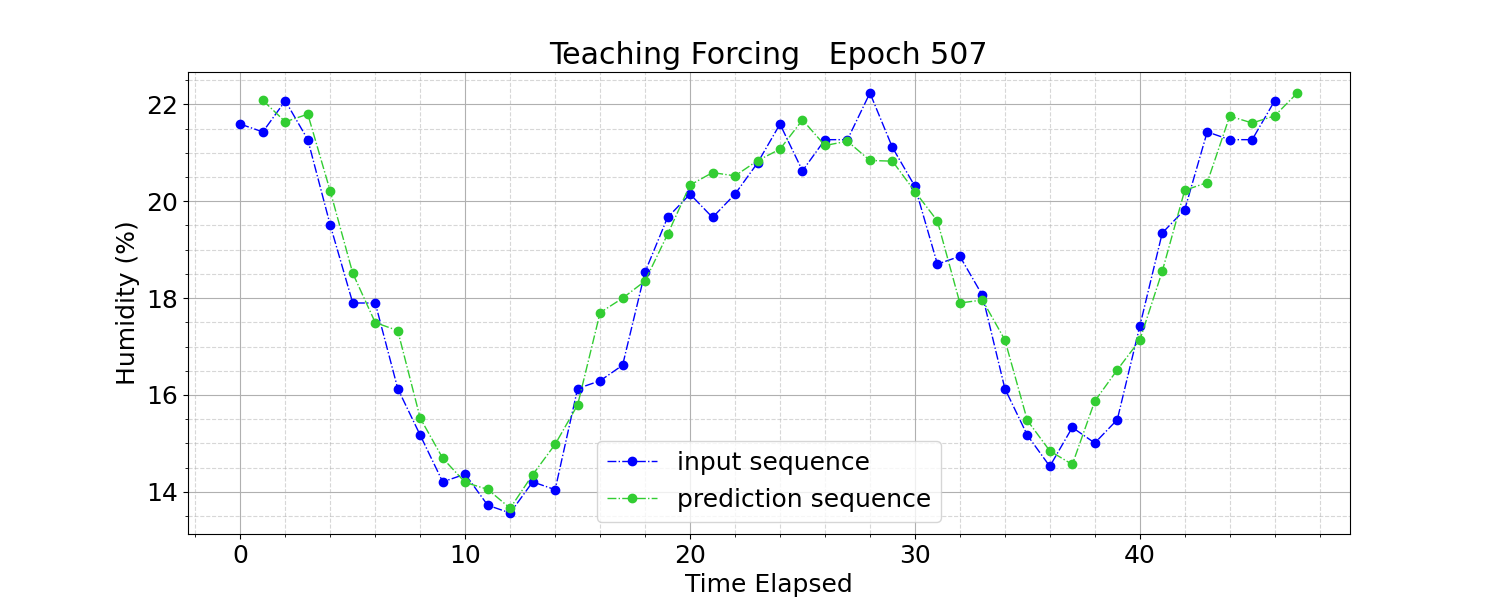 Teaching Forcing   Epoch 507
Humidity (%)
22
20
18
16
14
input sequence
prediction sequence
0 10 20 30 40
Time Elapsed